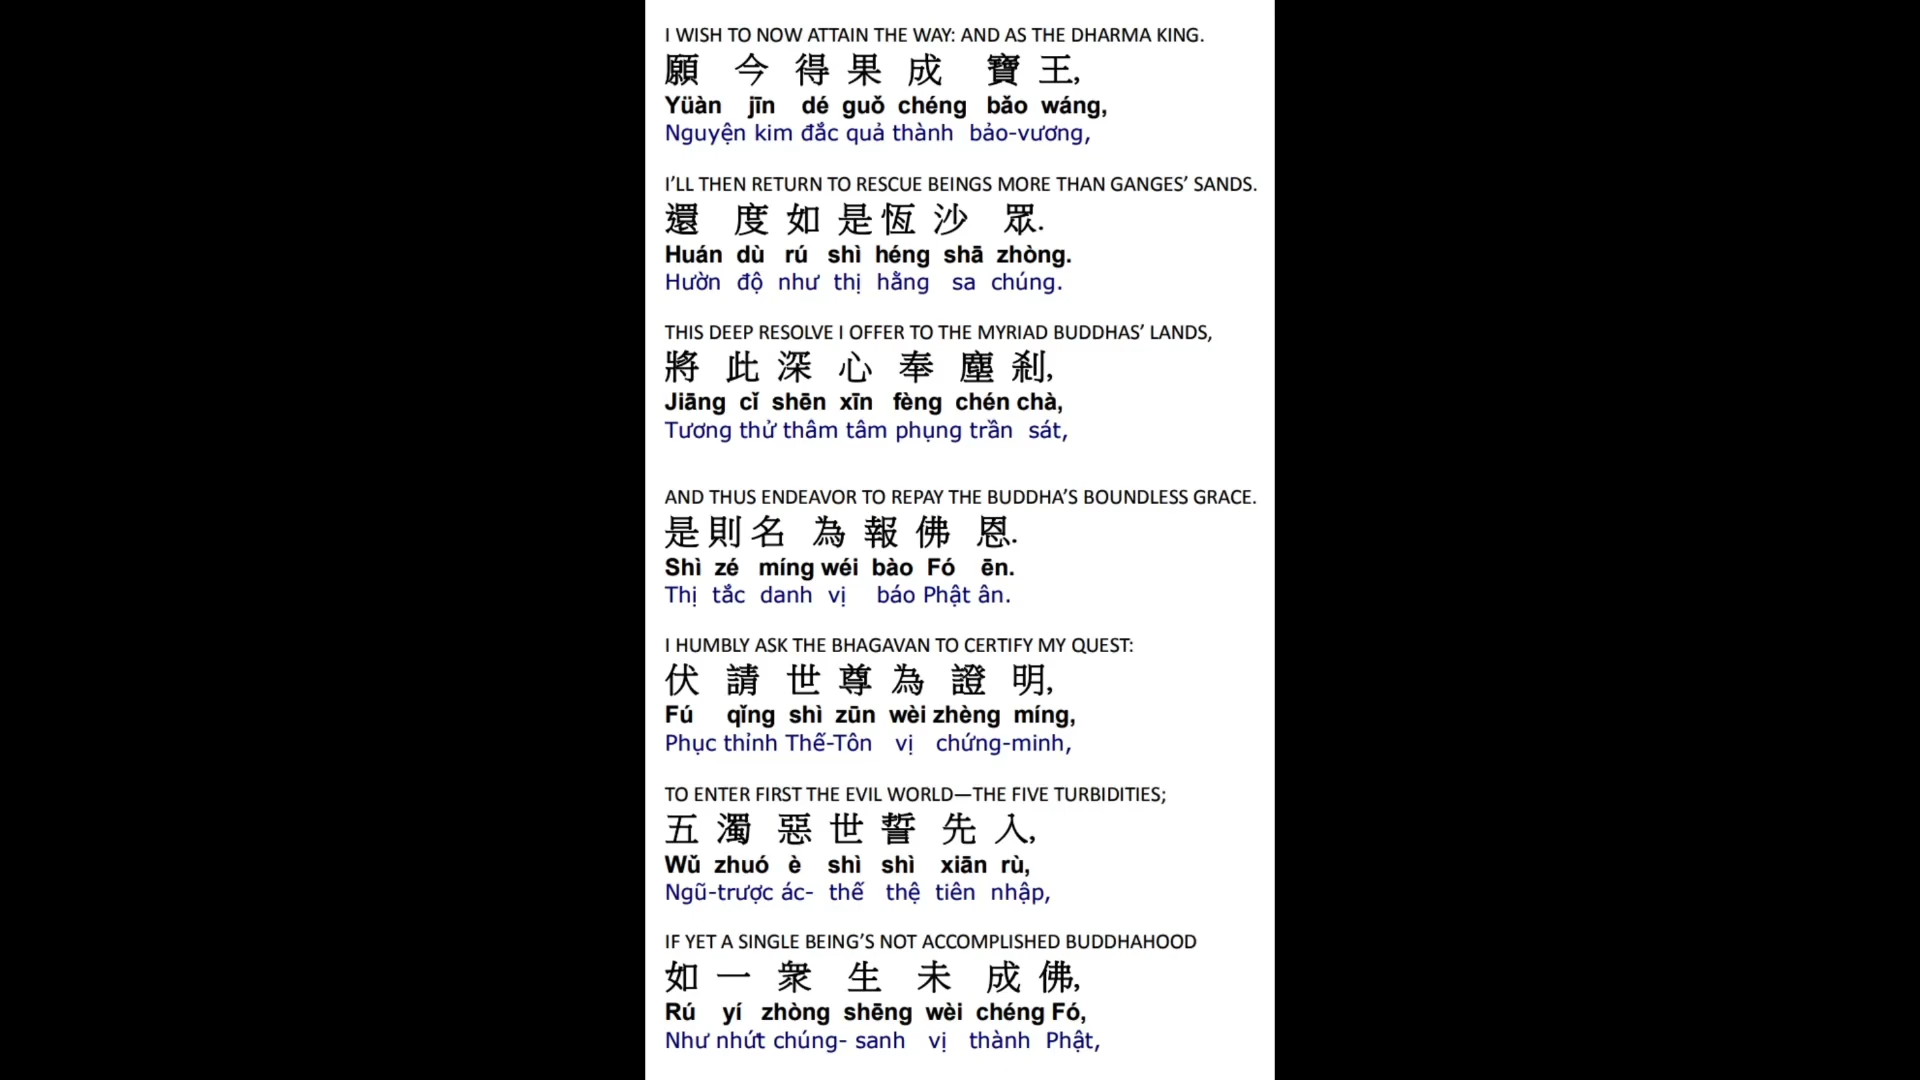 I WISH TO NOW ATTAIN THE WAY: AND AS THE DHARMA KING.
願 今 得 果 成 寶 王,
Yüàn jīn dé guǒ chéng bǎo wáng,
Nguyện kim đắc quả thành bảo-vương,
I’LL THEN RETURN TO RESCUE BEINGS MORE THAN GANGES’ SANDS.
還 度 如 是 恆 沙 眾.
Huán dù rú shì héng shā zhòng.
Hườn độ như thị hằng sa chúng.
THIS DEEP RESOLVE I OFFER TO THE MYRIAD BUDDHAS’ LANDS,
將 此 深 心 奉 塵 剎,
Jiāng cǐ shēn xīn fèng chén chà,
Tương thử thâm tâm phụng trần sát,
AND THUS ENDEAVOR TO REPAY THE BUDDHA’S BOUNDLESS GRACE.
是 則 名 為 報 佛 恩.
Shì zé míng wéi bào Fó ēn.
Thị tắc danh vị báo Phật ân.
I HUMBLY ASK THE BHAGAVAN TO CERTIFY MY QUEST:
伏 請 世 尊 為 證 明,
Fú qǐng shì zūn wèi zhèng míng,
Phục thỉnh Thế-Tôn vị chứng-minh,
TO ENTER FIRST THE EVIL WORLD—THE FIVE TURBIDITIES;
五 濁 惡 世 誓 先 入,
Wǔ zhuó è shì shì xiān rù,
Ngũ-trược ác- thế thệ tiên nhập,
IF YET A SINGLE BEING’S NOT ACCOMPLISHED BUDDHAHOOD
如 一 衆 生 未 成 佛,
Rú yí zhòng shēng wèi chéng Fó,
Như nhứt chúng- sanh vị thành Phật,